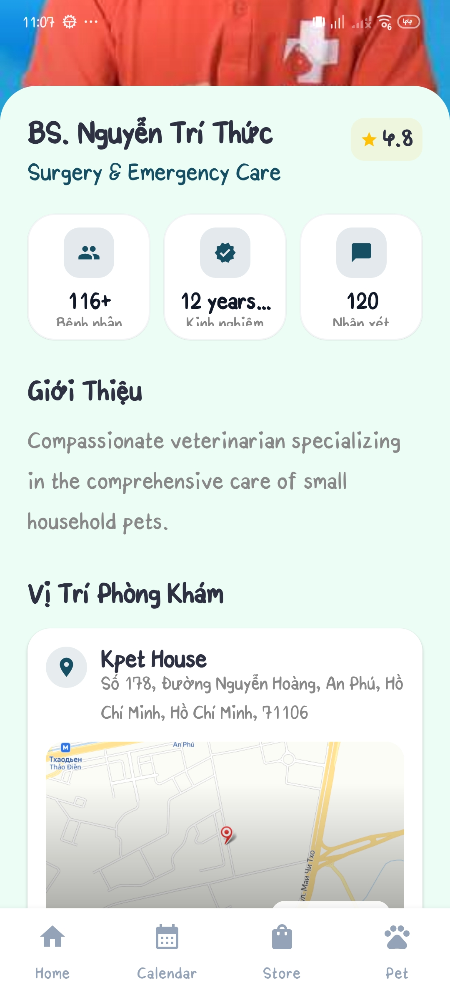 11:07
6
44
BS. Nguyễn Trí Thức
4.8
Surgery & Emergency Care
116+
12 years...
120
Bệnh nhân
Kinh nghiệm
Nhận xét
Giới Thiệu
Compassionate veterinarian specializing
in the comprehensive care of small
household pets.
Vị Trí Phòng Khám
Kpet House
Số 178, Đường Nguyễn Hoàng, An Phú, Hồ
Chí Minh, Hồ Chí Minh, 71106
M
An Phú
Тхаодьен
Thảo Điền
ул. Маи Чи Тхо
Home
Calendar
Store
Pet